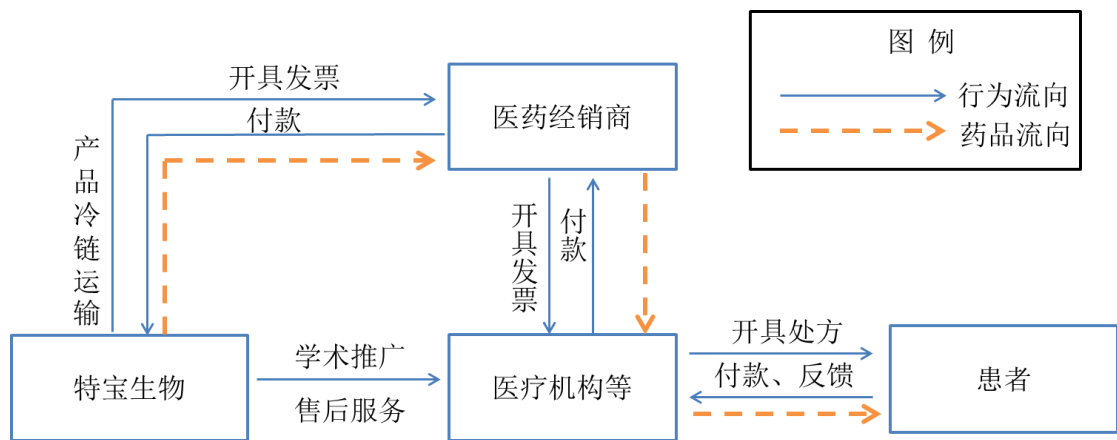 图 例
行为流向
药品流向
开具发票
付款
医药经销商
产品冷链运输
开具发票
付款
特宝生物
学术推广
售后服务
医疗机构等
开具处方
付款、反馈
患者